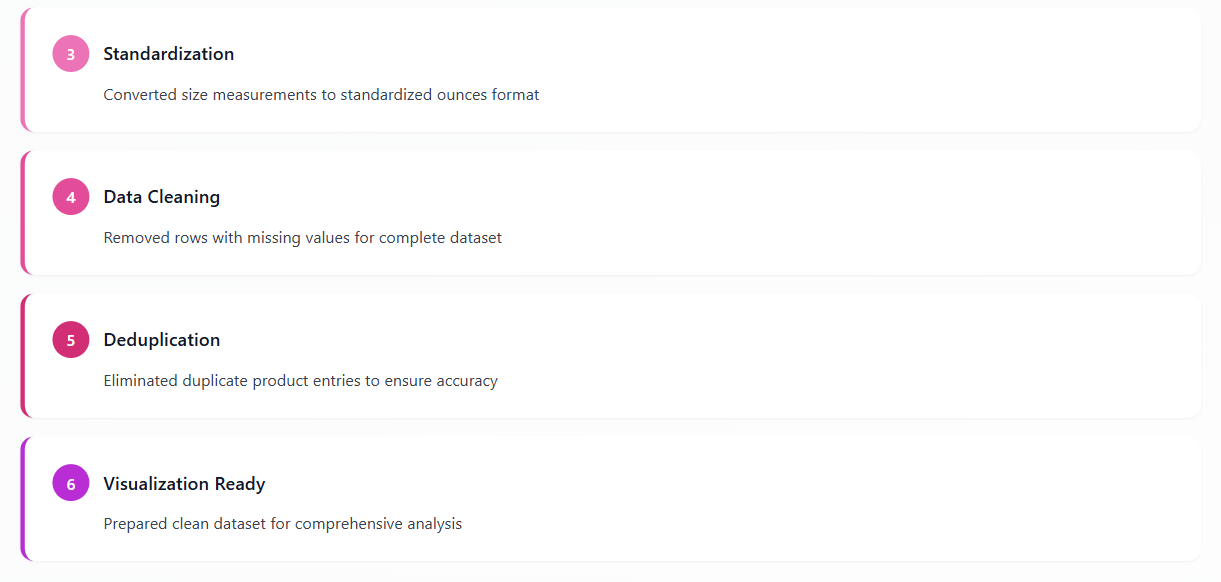 3
Standardization
Converted size measurements to standardized ounces format
4
Data Cleaning
Removed rows with missing values for complete dataset
5
Deduplication
Eliminated duplicate product entries to ensure accuracy
6
Visualization Ready
Prepared clean dataset for comprehensive analysis